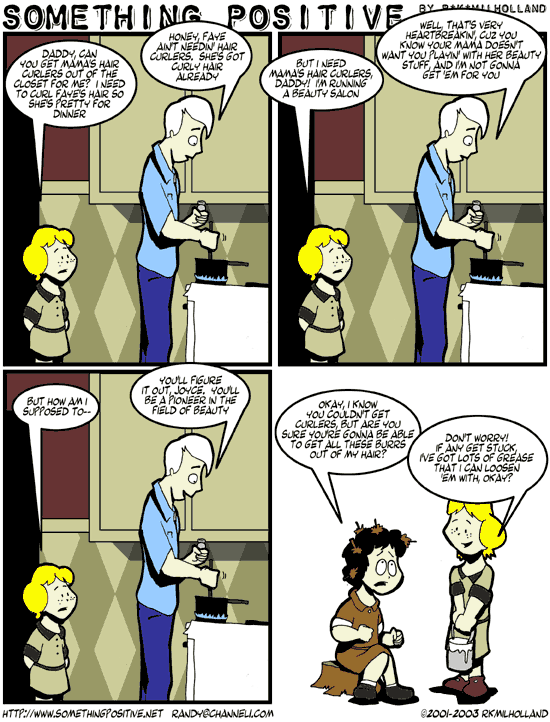 SOMETHING POSITIVE BY R*K*MILHOLLAND
DADDY, CAN
YOU GET MAMA'S HAIR
CURLERS OUT OF THE
CLOSET FOR ME? I NEED
TO CURL FAYE'S HAIR SO
SHE'S PRETTY FOR
DINNER
HONEY, FAYE
AIN'T NEEDIN' HAIR
CURLERS. SHE'S GOT
CURLY HAIR
ALREADY
BUT I NEED
MAMA'S HAIR CURLERS,
DADDY! I'M RUNNING
A BEAUTY SALON
WELL, THAT'S VERY
HEARTBREAKIN', CUZ YOU
KNOW YOUR MAMA DOESN'T
WANT YOU PLAYIN' WITH HER BEAUTY
STUFF, AND I'M NOT GONNA
GET 'EM FOR YOU
BUT HOW AM I
SUPPOSED TO--
YOU'LL FIGURE
IT OUT, JOYCE. YOU'LL
BE A PIONEER IN THE
FIELD OF BEAUTY
OKAY, I KNOW
YOU COULDN'T GET
CURLERS, BUT ARE YOU
SURE YOU'RE GONNA BE ABLE
TO GET ALL THESE BURRS
OUT OF MY HAIR?
DON'T WORRY!
IF ANY GET STUCK,
I'VE GOT LOTS OF GREASE
THAT I CAN LOOSEN
'EM WITH, OKAY?
HTTP://WWW.SOMETHINGPOSITIVE.NET RANDY@CHANNEL1.COM ©2001-2003 RKMILHOLLAND